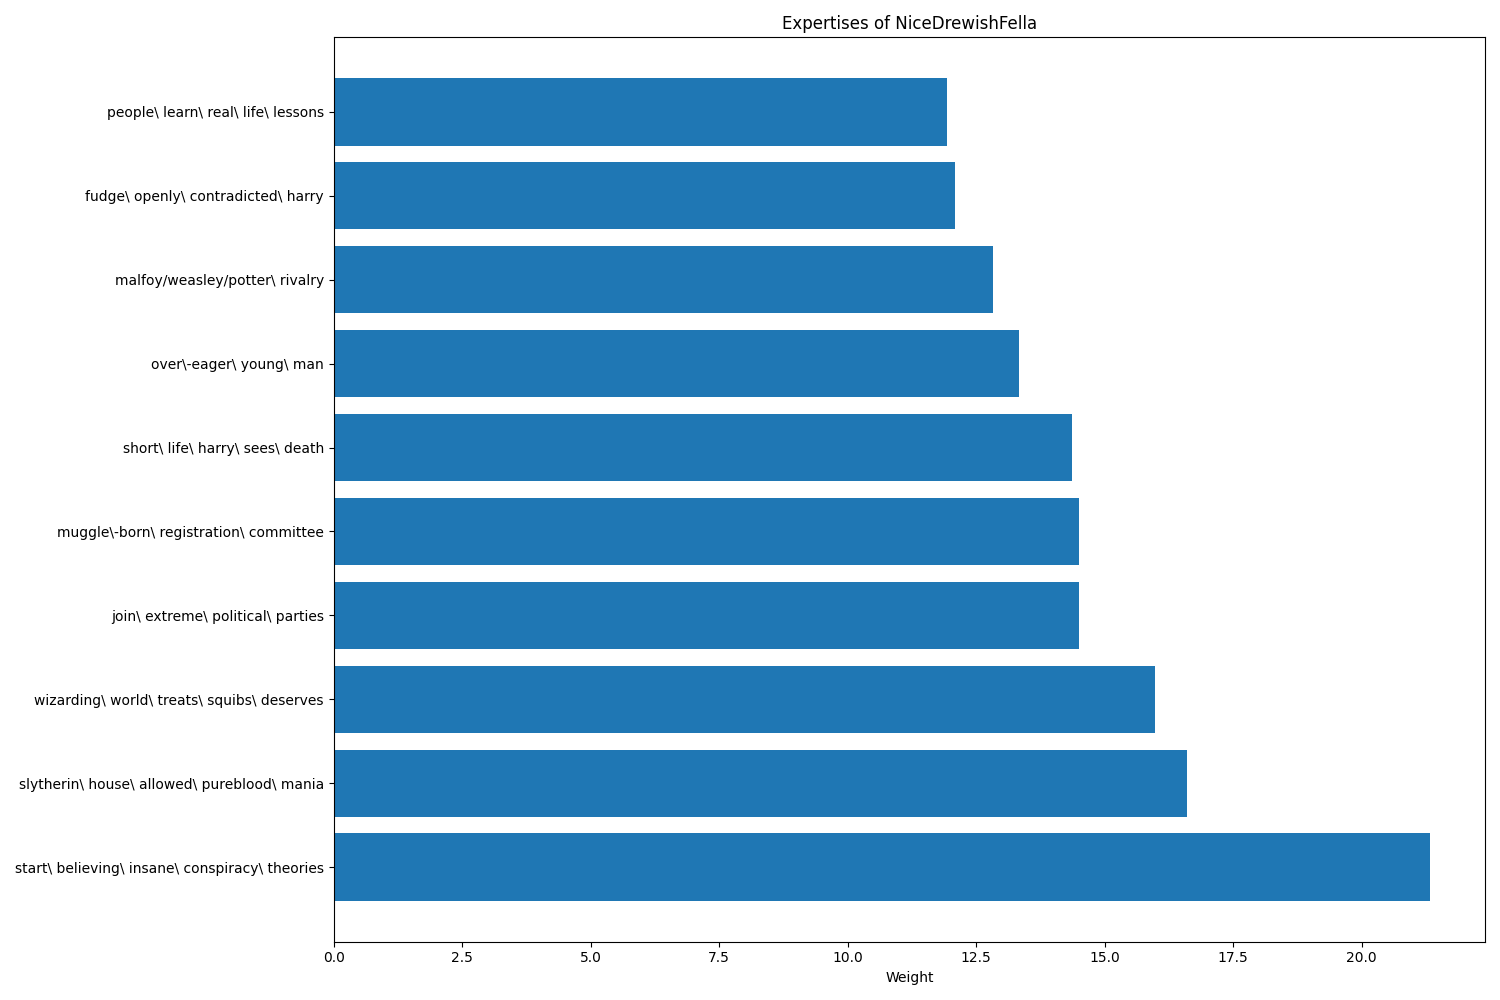 Expertises of NiceDrewishFella
people\ learn\ real\ life\ lessons
fudge\ openly\ contradicted\ harry
malfoy/weasley/potter\ rivalry
over\-eager\ young\ man
short\ life\ harry\ sees\ death
muggle\-born\ registration\ committee
join\ extreme\ political\ parties
wizarding\ world\ treats\ squibs\ deserves
slytherin\ house\ allowed\ pureblood\ mania
start\ believing\ insane\ conspiracy\ theories
0.0 2.5 5.0 7.5 10.0 12.5 15.0 17.5 20.0
Weight